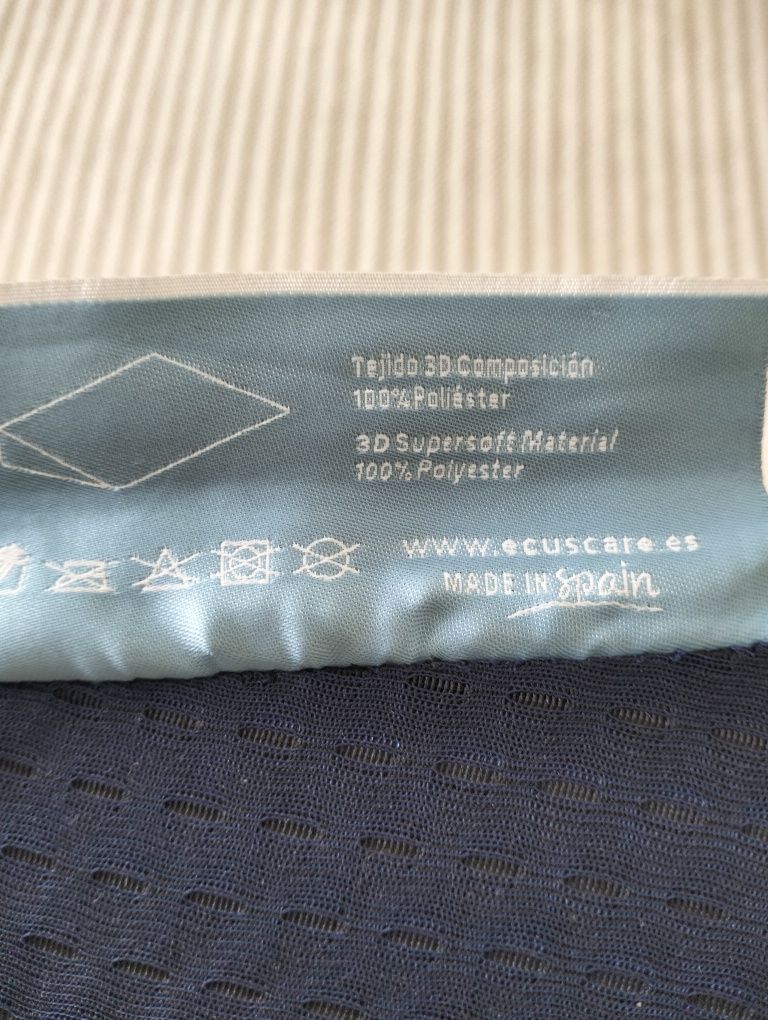 Tejido 3D Composición
100% Poliéster
3D Supersoft Material
100% Polyester
www.ecuscare.es
MADE IN Spain